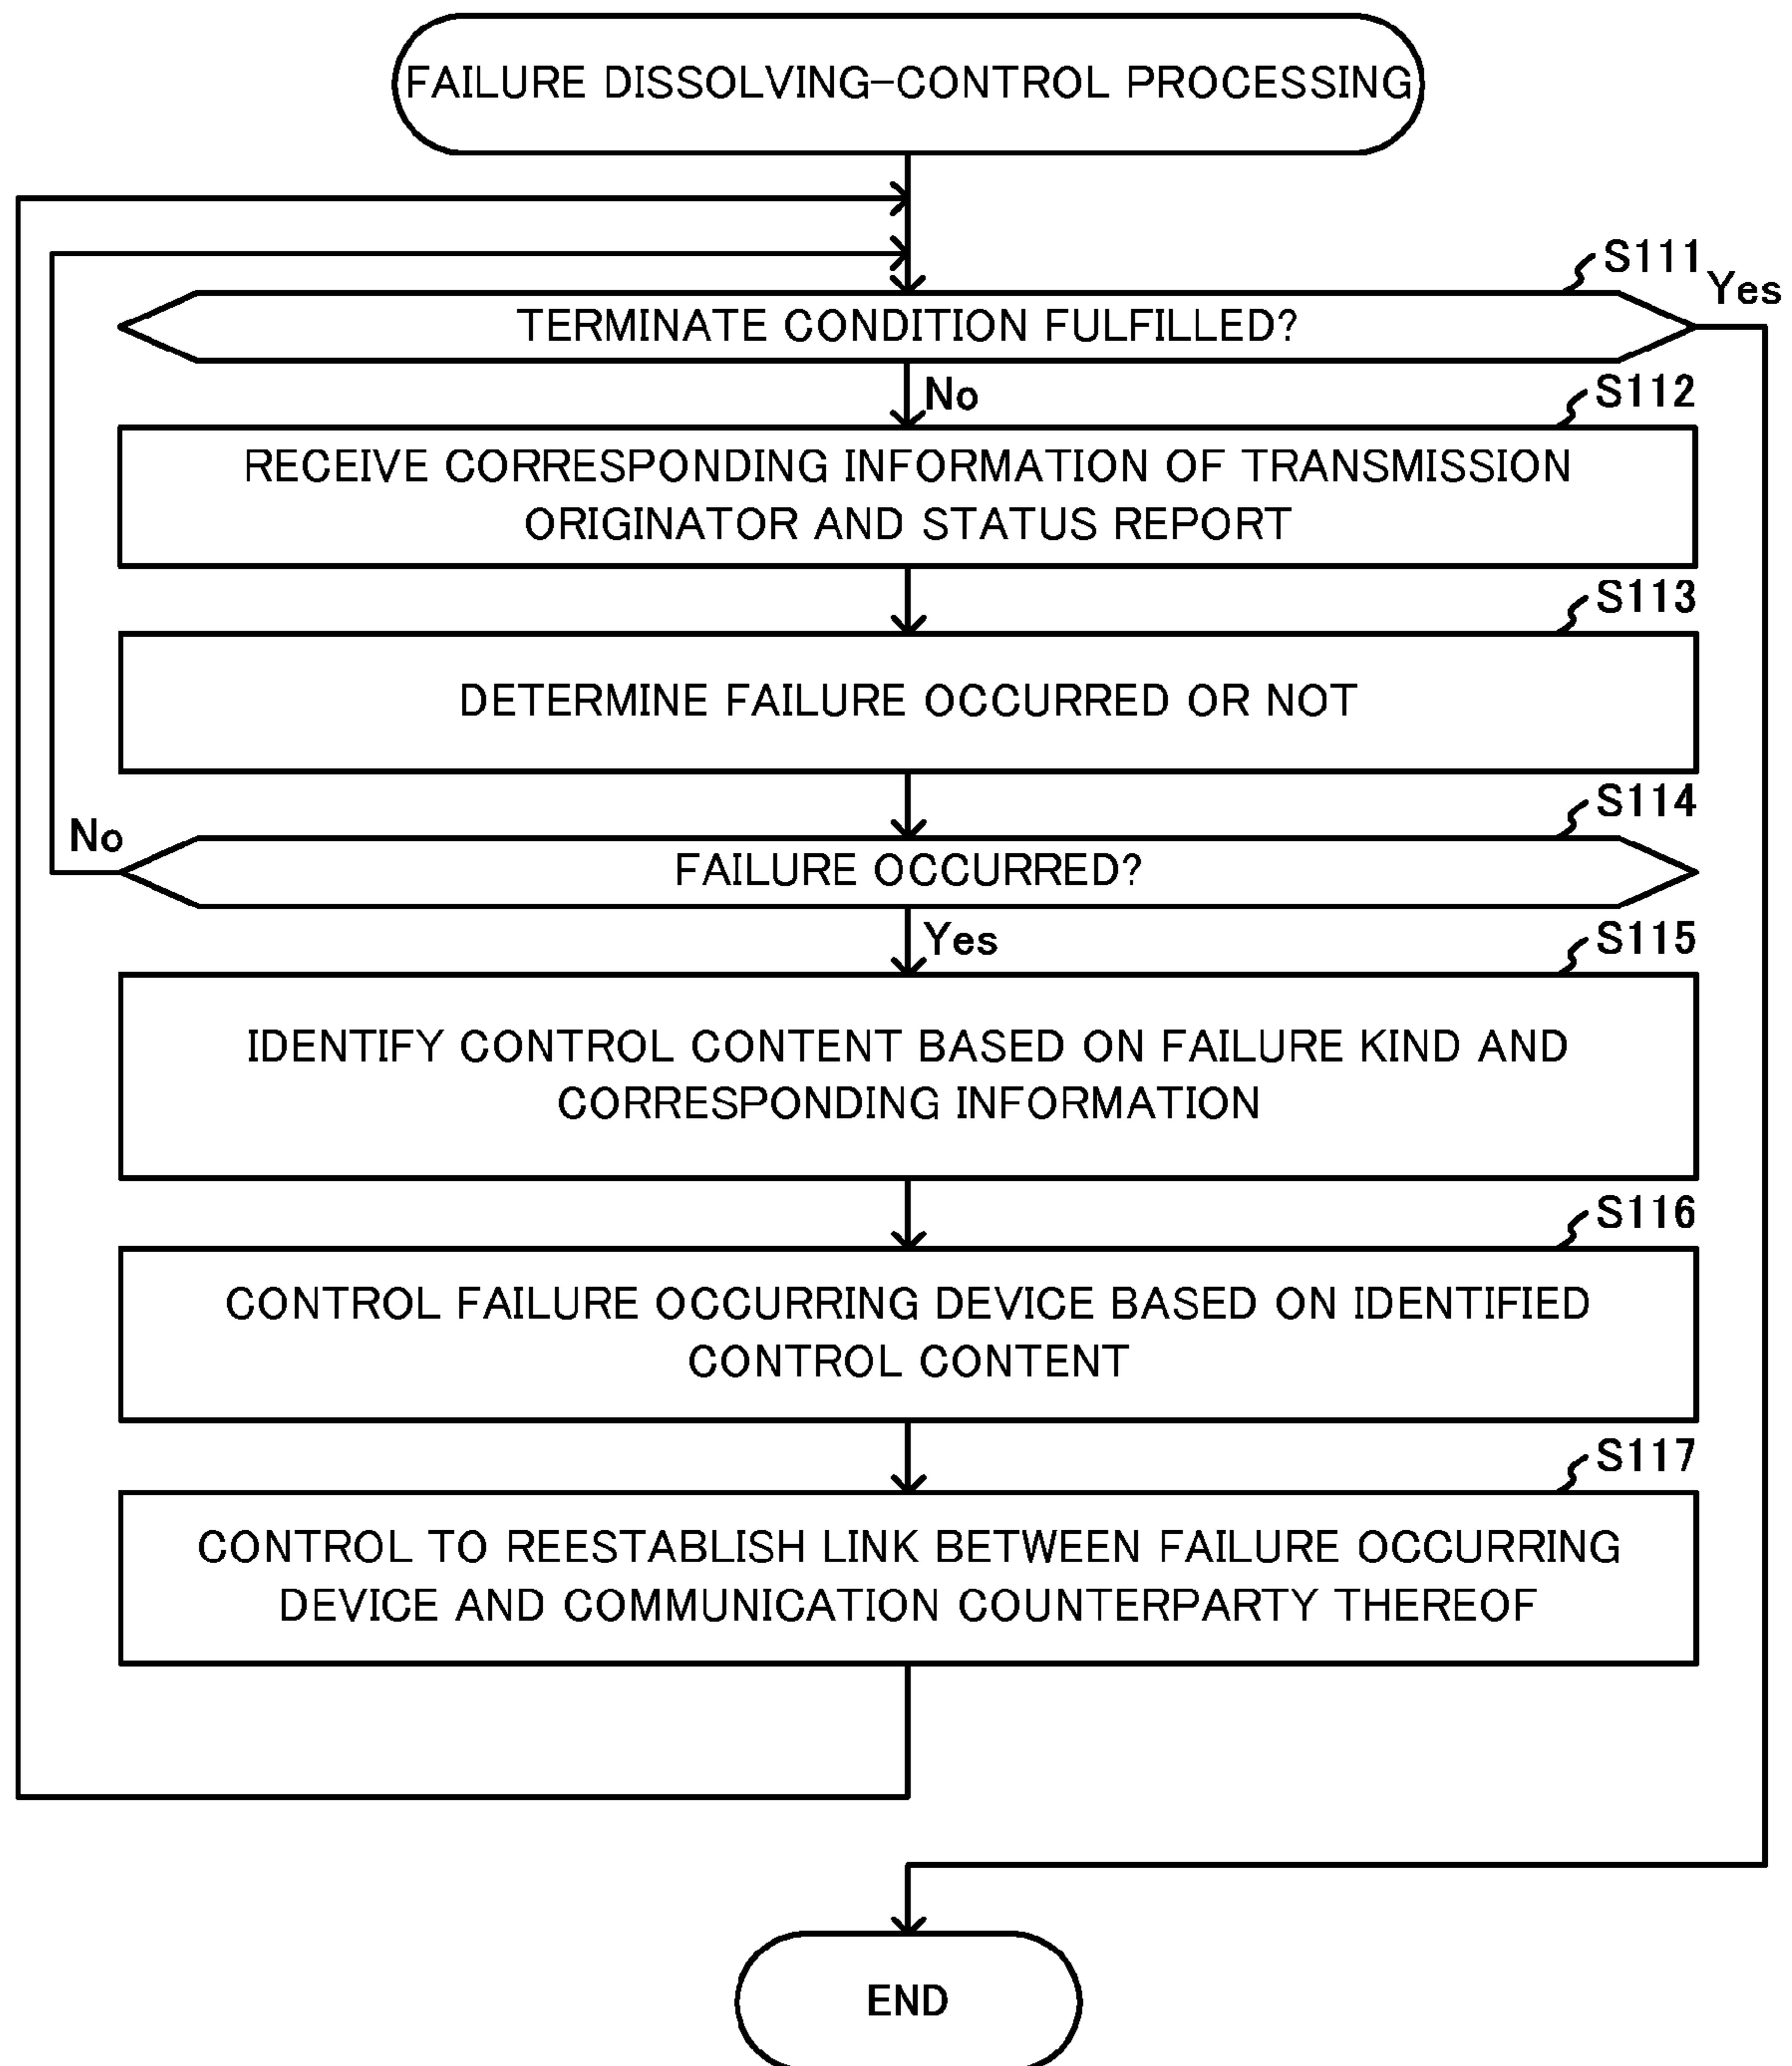 FAILURE DISSOLVING-CONTROL PROCESSING
S111
Yes
TERMINATE CONDITION FULFILLED?
No
S112
RECEIVE CORRESPONDING INFORMATION OF TRANSMISSION
ORIGINATOR AND STATUS REPORT
S113
DETERMINE FAILURE OCCURRED OR NOT
S114
No
FAILURE OCCURRED?
Yes
S115
IDENTIFY CONTROL CONTENT BASED ON FAILURE KIND AND
CORRESPONDING INFORMATION
S116
CONTROL FAILURE OCCURRING DEVICE BASED ON IDENTIFIED
CONTROL CONTENT
S117
CONTROL TO REESTABLISH LINK BETWEEN FAILURE OCCURRING
DEVICE AND COMMUNICATION COUNTERPARTY THEREOF
END